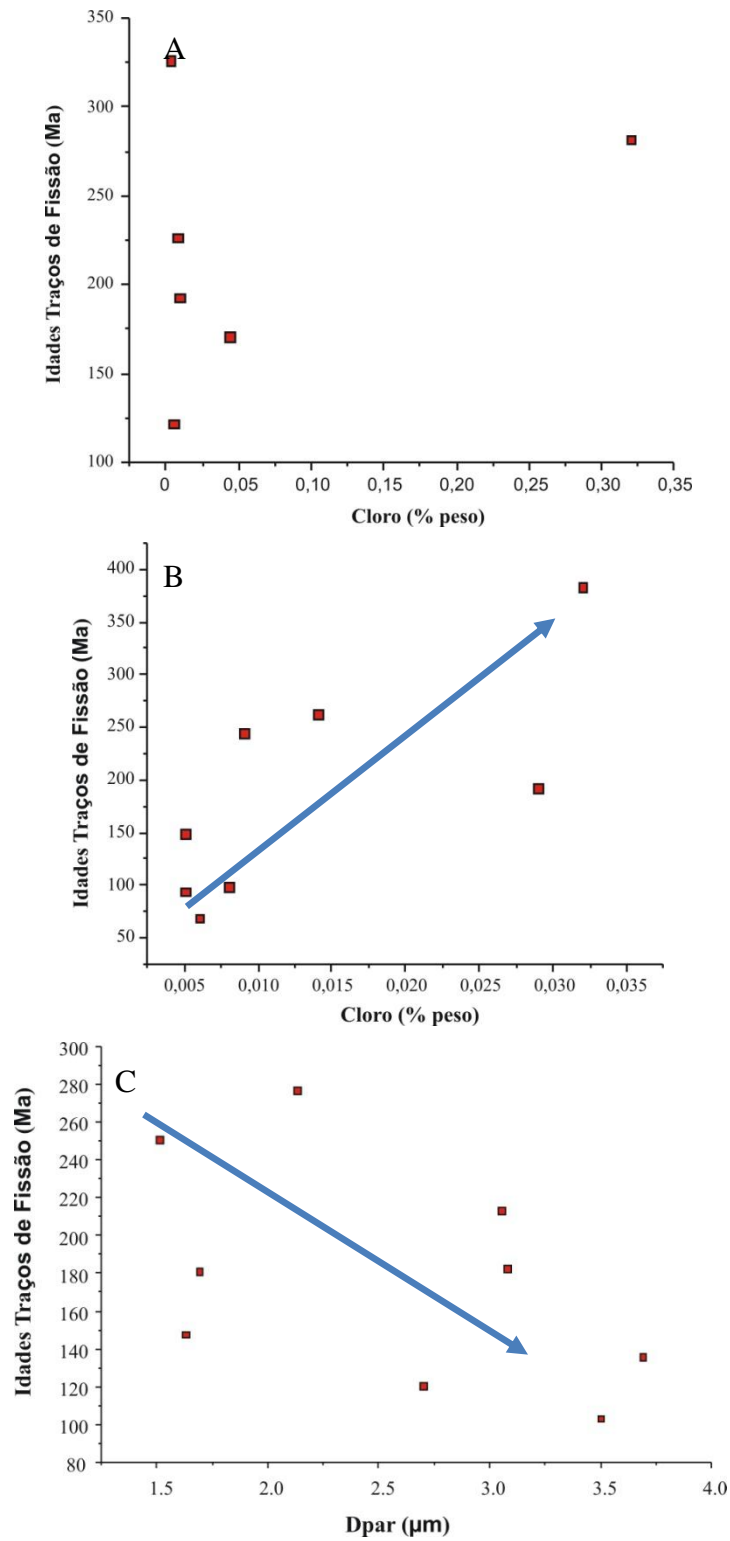 A
350
300
250
200
150
100
Idades Traços de Fissão (Ma)
0 0,05 0,10 0,15 0,20 0,25 0,30 0,35
Cloro (% peso)
B
400
350
300
250
200
150
100
50
Idades Traços de Fissão (Ma)
0,005 0,010 0,015 0,020 0,025 0,030 0,035
Cloro (% peso)
C
300
280
260
240
220
200
180
160
140
120
100
80
Idades Traços de Fissão (Ma)
1.5 2.0 2.5 3.0 3.5 4.0
Dpar (µm)